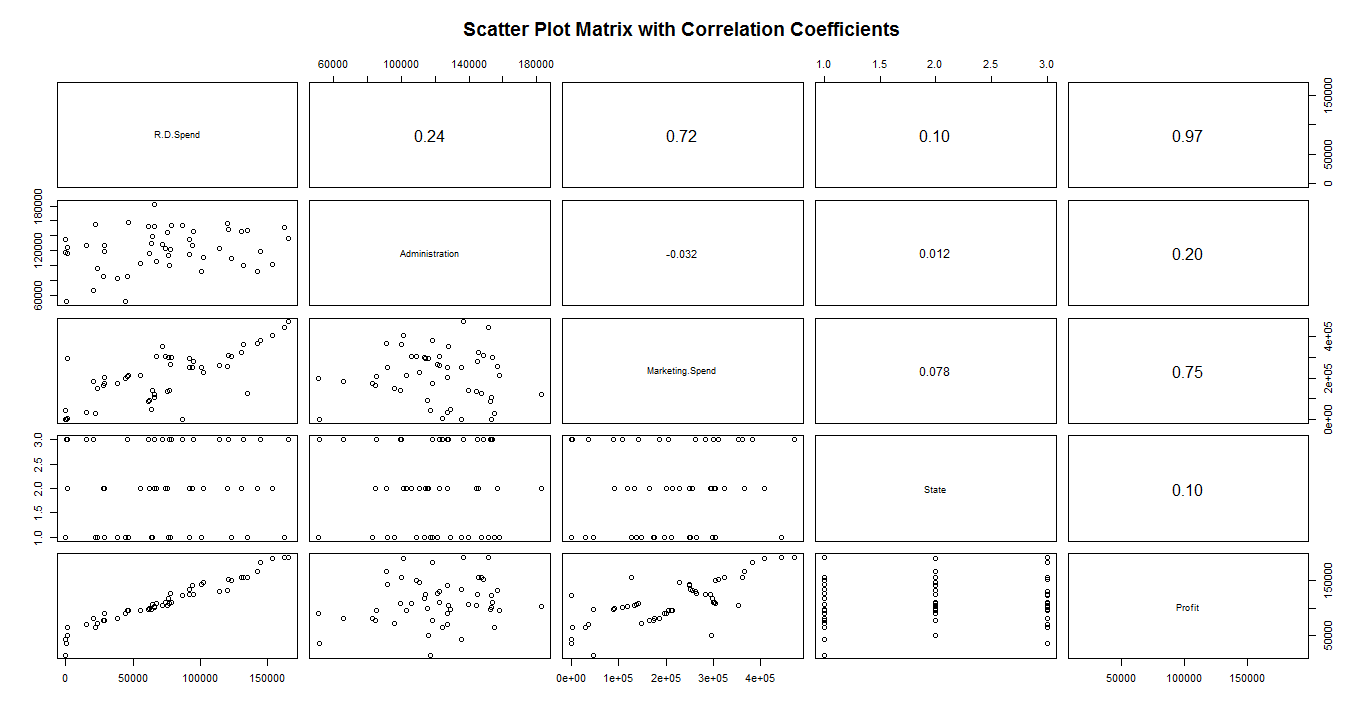 Scatter Plot Matrix with Correlation Coefficients
60000 100000 140000 180000 1.0 1.5 2.0 2.5 3.0
R.D.Spend 0.24 0.72 0.10 0.97
0 50000 150000
60000 120000 180000
Administration -0.032 0.012 0.20
Marketing.Spend 0.078 0.75
0e+00 2e+05 4e+05
1.0 1.5 2.0 2.5 3.0
State 0.10
Profit
50000 150000
0 50000 100000 150000 0e+00 1e+05 2e+05 3e+05 4e+05 50000 100000 150000